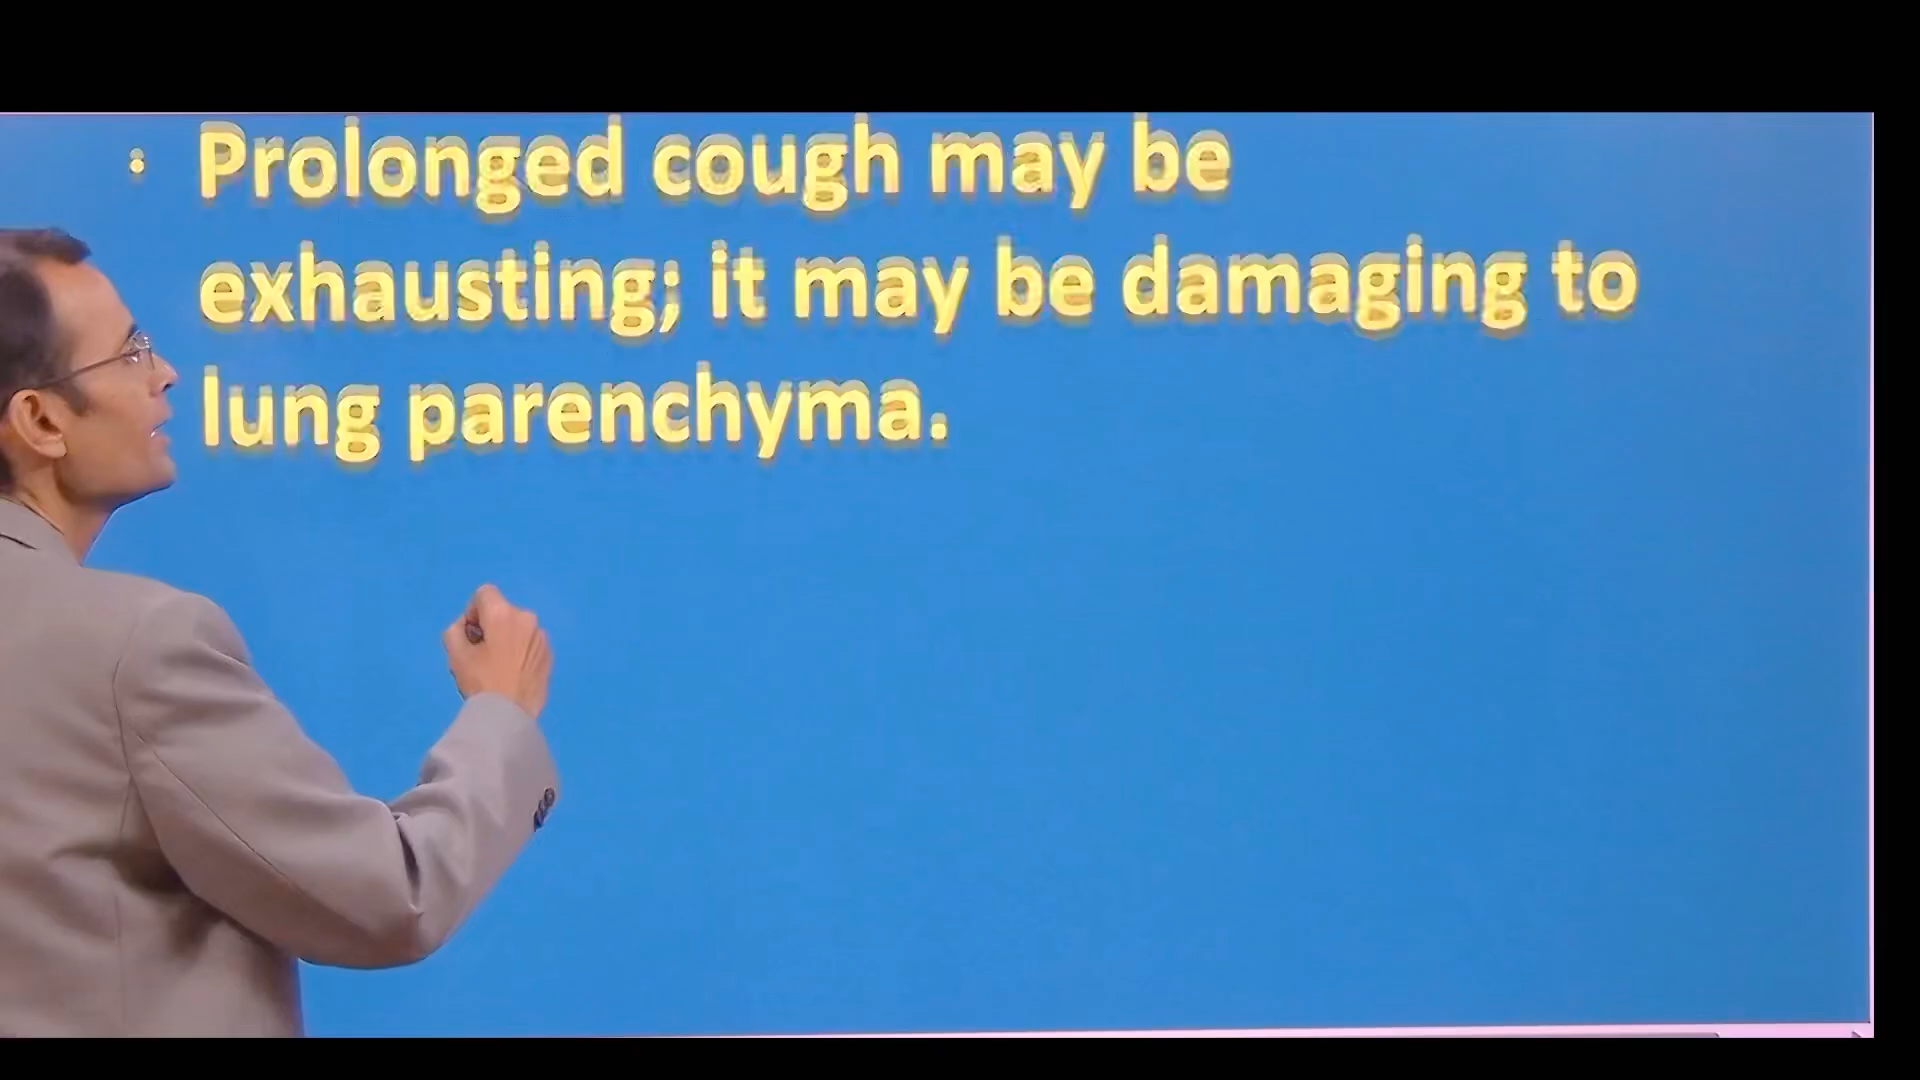 • Prolonged cough may be
exhausting; it may be damaging to
lung parenchyma.